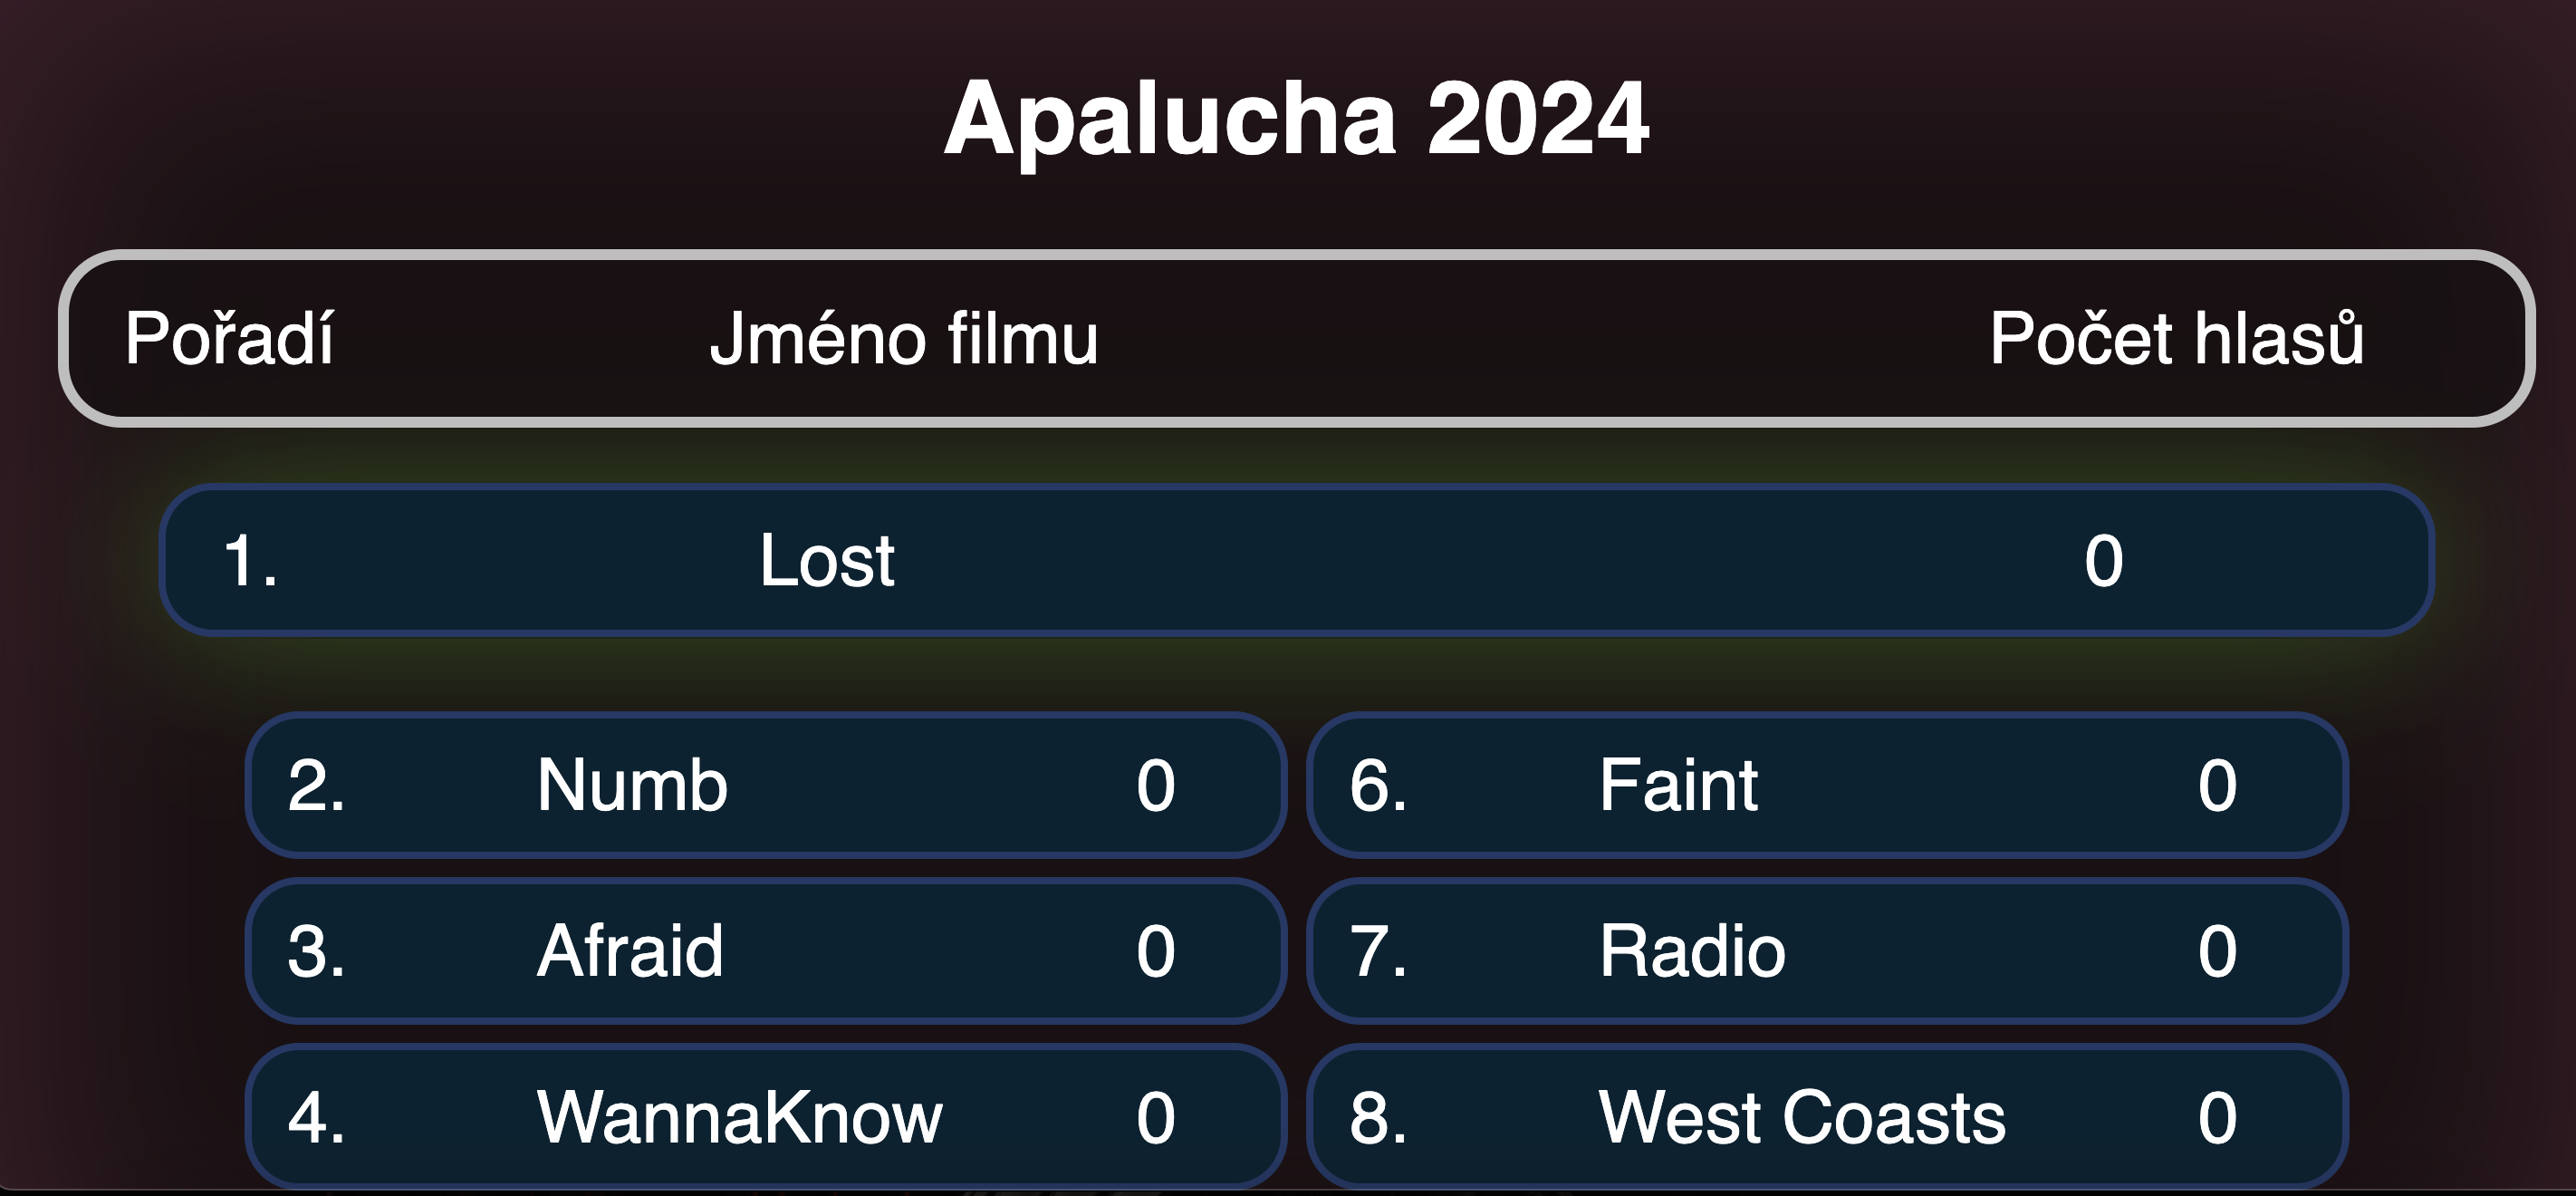 Apalucha 2024
Pořadí Jméno filmu Počet hlasů
1. Lost 0
2. Numb 0
3. Afraid 0
4. WannaKnow 0
6. Faint 0
7. Radio 0
8. West Coasts 0